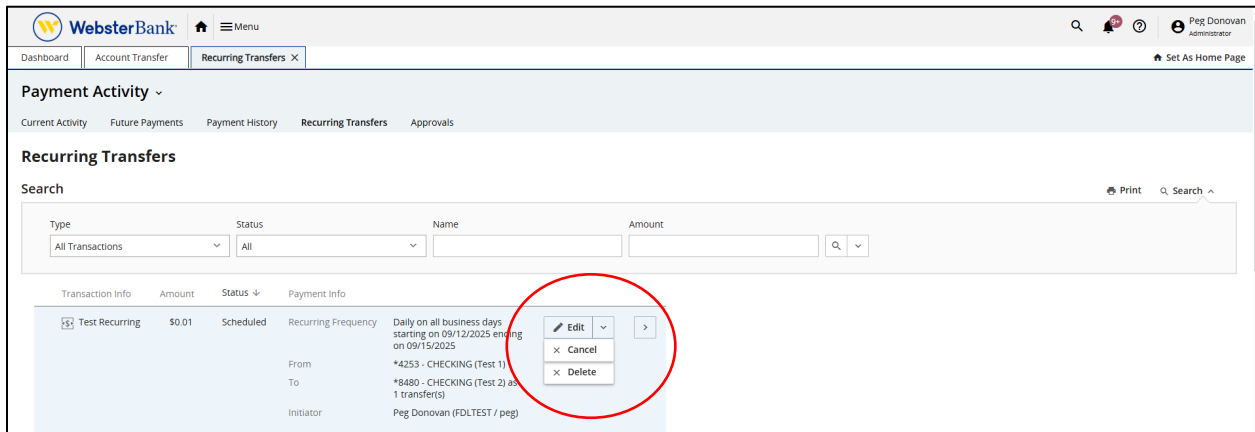 WebsterBank
Menu
9+
Peg Donovan
Administrator
Dashboard
Account Transfer
Recurring Transfers
Set As Home Page
Payment Activity
Current Activity
Future Payments
Payment History
Recurring Transfers
Approvals
Recurring Transfers
Search
Print
Search
Type
Status
Name
Amount
All Transactions
All
Transaction Info
Amount
Status
Payment Info
Test Recurring
$0.01
Scheduled
Recurring Frequency
Daily on all business days
starting on 09/12/2025 ending
on 09/15/2025
Edit
Cancel
Delete
From
*4253 - CHECKING (Test 1)
To
*8480 - CHECKING (Test 2) as
1 transfer(s)
Initiator
Peg Donovan (FDLTEST / peg)